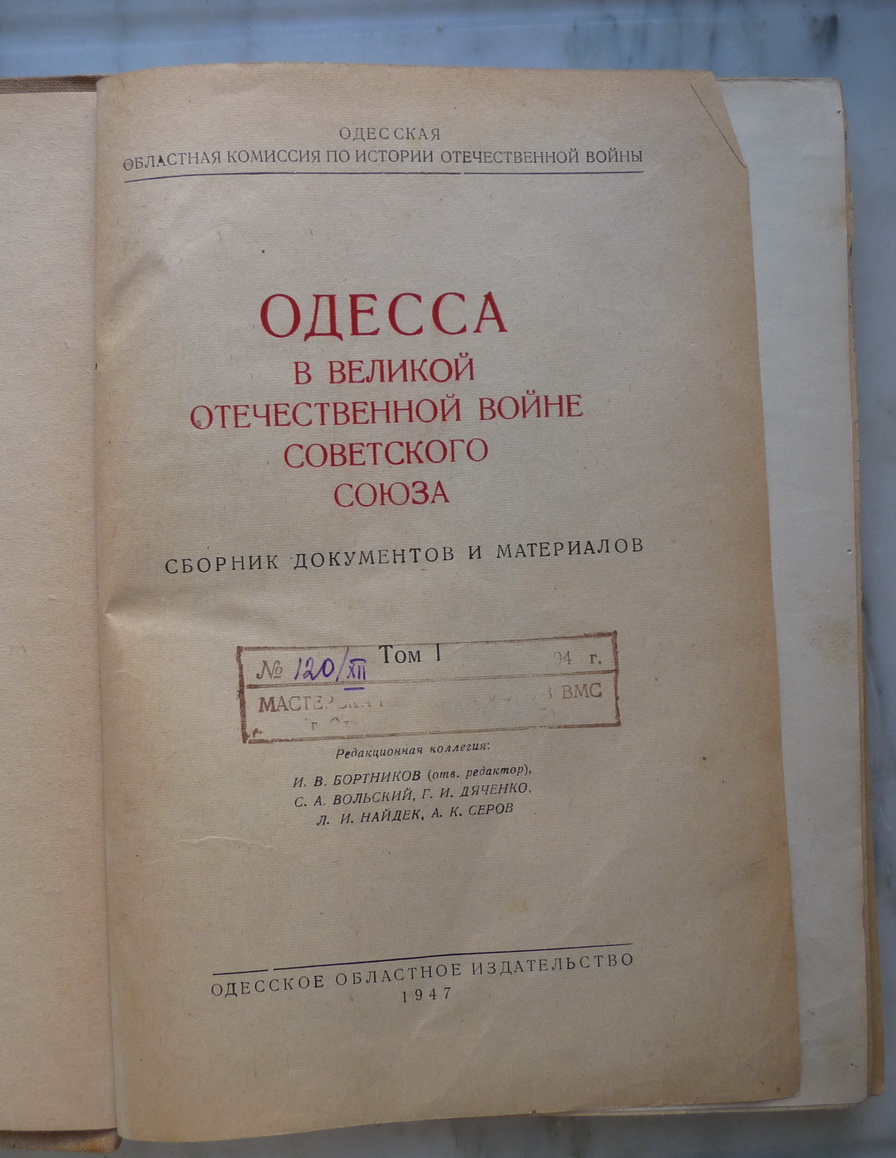 ОДЕССКАЯ
ОБЛАСТНАЯ КОМИССИЯ ПО ИСТОРИИ ОТЕЧЕСТВЕННОЙ ВОЙНЫ
ОДЕССА
В ВЕЛИКОЙ
ОТЕЧЕСТВЕННОЙ ВОЙНЕ
СОВЕТСКОГО
СОЮЗА
СБОРНИК ДОКУМЕНТОВ И МАТЕРИАЛОВ
Том I
№ 120/XII 94 г.
ВМС
Редакционная коллегия:
И. В. БОРТНИКОВ (отв. редактор),
С. А. ВОЛЬСКИЙ, Г. И. ДЯЧЕНКО,
Л. И. НАЙДЕК, А. К. СЕРОВ
ОДЕССКОЕ ОБЛАСТНОЕ ИЗДАТЕЛЬСТВО
1947